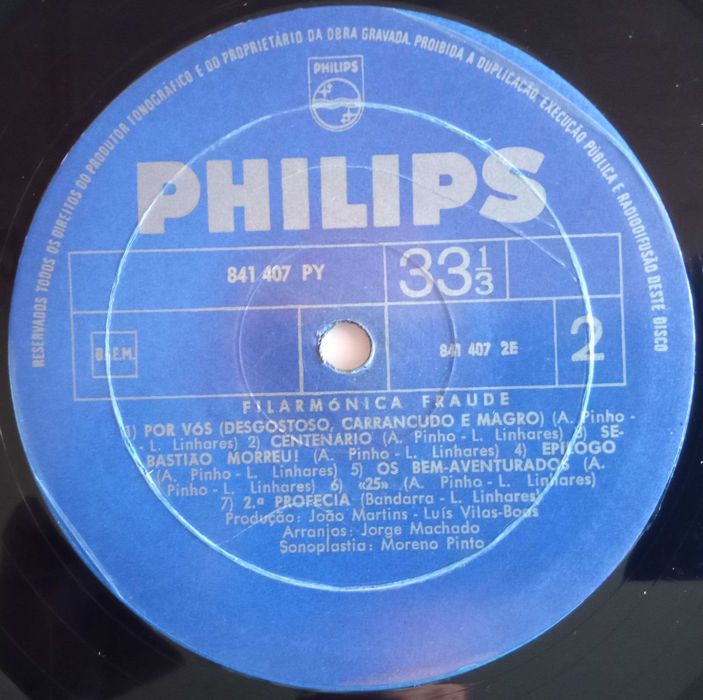 RESERVADOS TODOS OS DIREITOS DO PRODUTOR FONOGRÁFICO E DO PROPRIETÁRIO DA OBRA GRAVADA. PROIBIDA A DUPLICAÇÃO, EXECUÇÃO PÚBLICA E RADIODIFUSÃO DESTE DISCO
PHILIPS
PHILIPS
841 407 PY
33 1/3
B.I.E.M.
841 407 2E
2
FILARMÓNICA FRAUDE
1) POR VÓS (DESGOSTOSO, CARRANCUDO E MAGRO) (A. Pinho -
- L. Linhares) 2) CENTENÁRIO (A. Pinho - L. Linhares) 3) SE-
BASTIÃO MORREU! (A. Pinho - L. Linhares) 4) EPÍLOGO
(A. Pinho - L. Linhares) 5) OS BEM-AVENTURADOS (A.
Pinho - L. Linhares) 6) «25» (A. Pinho - L. Linhares)
7) 2.ª PROFECIA (Bandarra - L. Linhares)
Produção: João Martins - Luís Vilas-Boas
Arranjos: Jorge Machado
Sonoplastia: Moreno Pinto